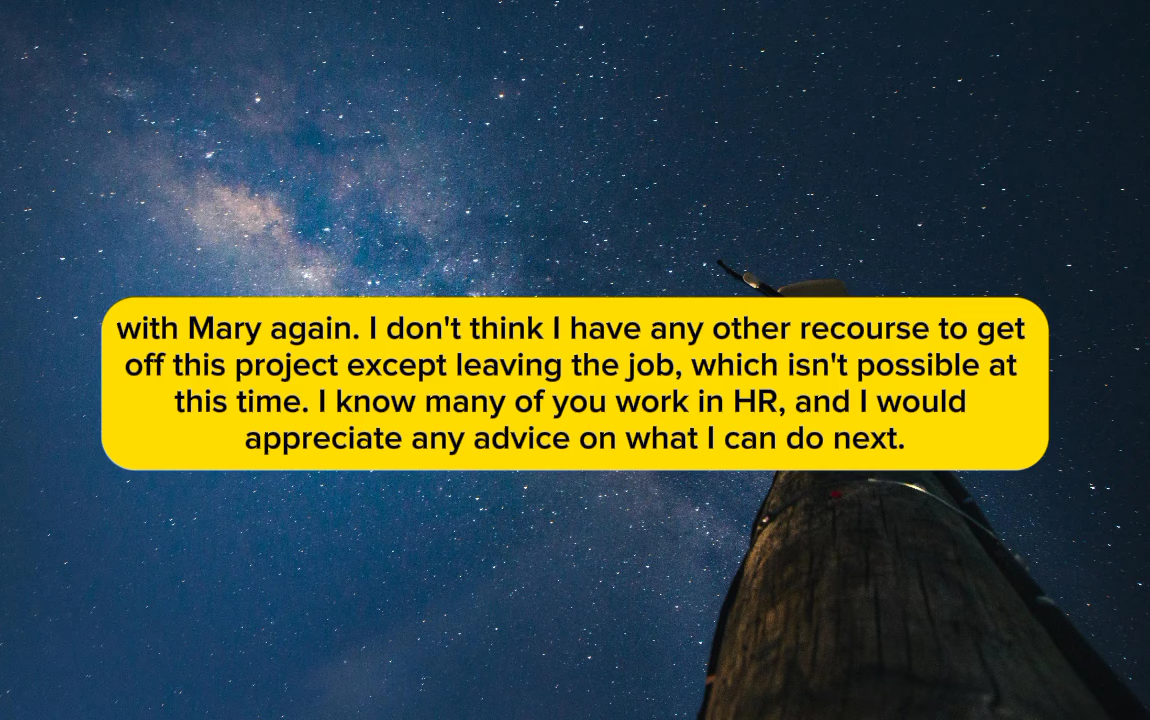 with Mary again. I don't think I have any other recourse to get
off this project except leaving the job, which isn't possible at
this time. I know many of you work in HR, and I would
appreciate any advice on what I can do next.